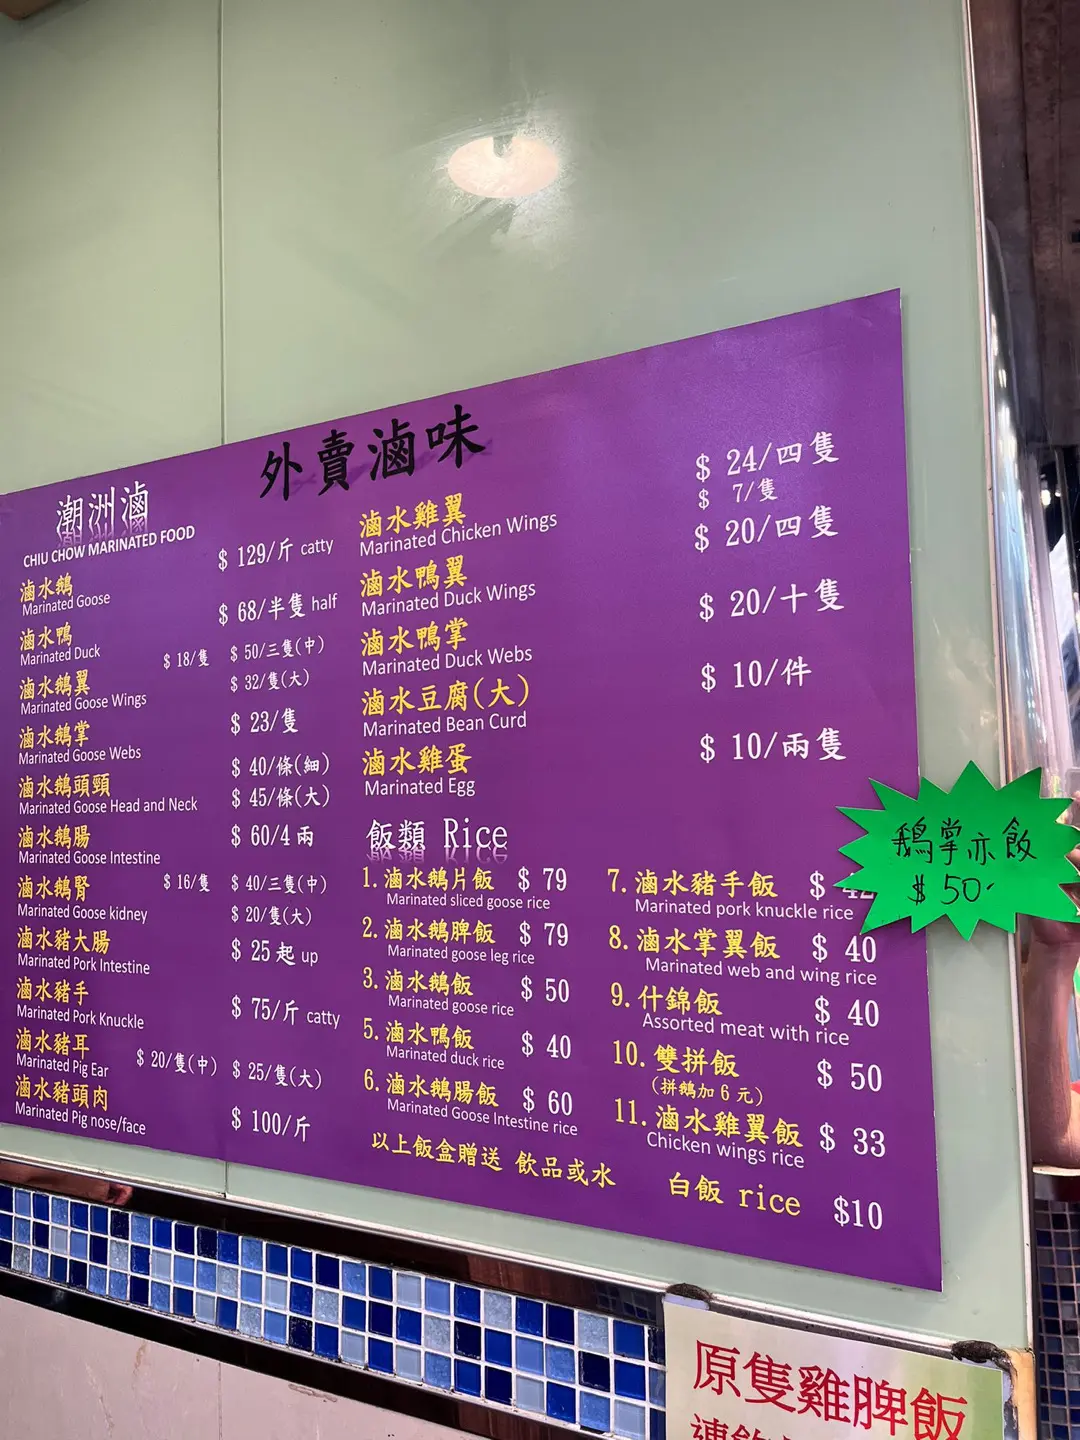 外賣滷味
潮洲滷
CHIU CHOW MARINATED FOOD
滷水鵝 $ 129/斤 catty
Marinated Goose
滷水鴨 $ 68/半隻 half
Marinated Duck
滷水鵝翼 $ 18/隻 $ 50/三隻(中)
Marinated Goose Wings $ 32/隻(大)
滷水鵝掌 $ 23/隻
Marinated Goose Webs
滷水鵝頭頸 $ 40/條(細)
Marinated Goose Head and Neck $ 45/條(大)
滷水鵝腸 $ 60/4 兩
Marinated Goose Intestine
滷水鵝腎 $ 16/隻 $ 40/三隻(中)
Marinated Goose kidney $ 20/隻(大)
滷水豬大腸 $ 25 起 up
Marinated Pork Intestine
滷水豬手 $ 75/斤 catty
Marinated Pork Knuckle
滷水豬耳 $ 20/隻(中) $ 25/隻(大)
Marinated Pig Ear
滷水豬頭肉 $ 100/斤
Marinated Pig nose/face
滷水雞翼 $ 24/四隻
Marinated Chicken Wings $ 7/隻
滷水鴨翼 $ 20/四隻
Marinated Duck Wings
滷水鴨掌 $ 20/十隻
Marinated Duck Webs
滷水豆腐(大) $ 10/件
Marinated Bean Curd
滷水雞蛋 $ 10/兩隻
Marinated Egg
飯類 Rice
1. 滷水鵝片飯 $ 79
Marinated sliced goose rice
2. 滷水鵝脾飯 $ 79
Marinated goose leg rice
3. 滷水鵝飯 $ 50
Marinated goose rice
5. 滷水鴨飯 $ 40
Marinated duck rice
6. 滷水鵝腸飯 $ 60
Marinated Goose Intestine rice
7. 滷水豬手飯 $
Marinated pork knuckle rice
8. 滷水掌翼飯 $ 40
Marinated web and wing rice
9. 什錦飯 $ 40
Assorted meat with rice
10. 雙拼飯 $ 50
(拼鵝加 6 元)
11. 滷水雞翼飯 $ 33
Chicken wings rice
以上飯盒贈送 飲品或水
白飯 rice $10
鵝掌亦飯
$ 50-
原隻雞脾飯